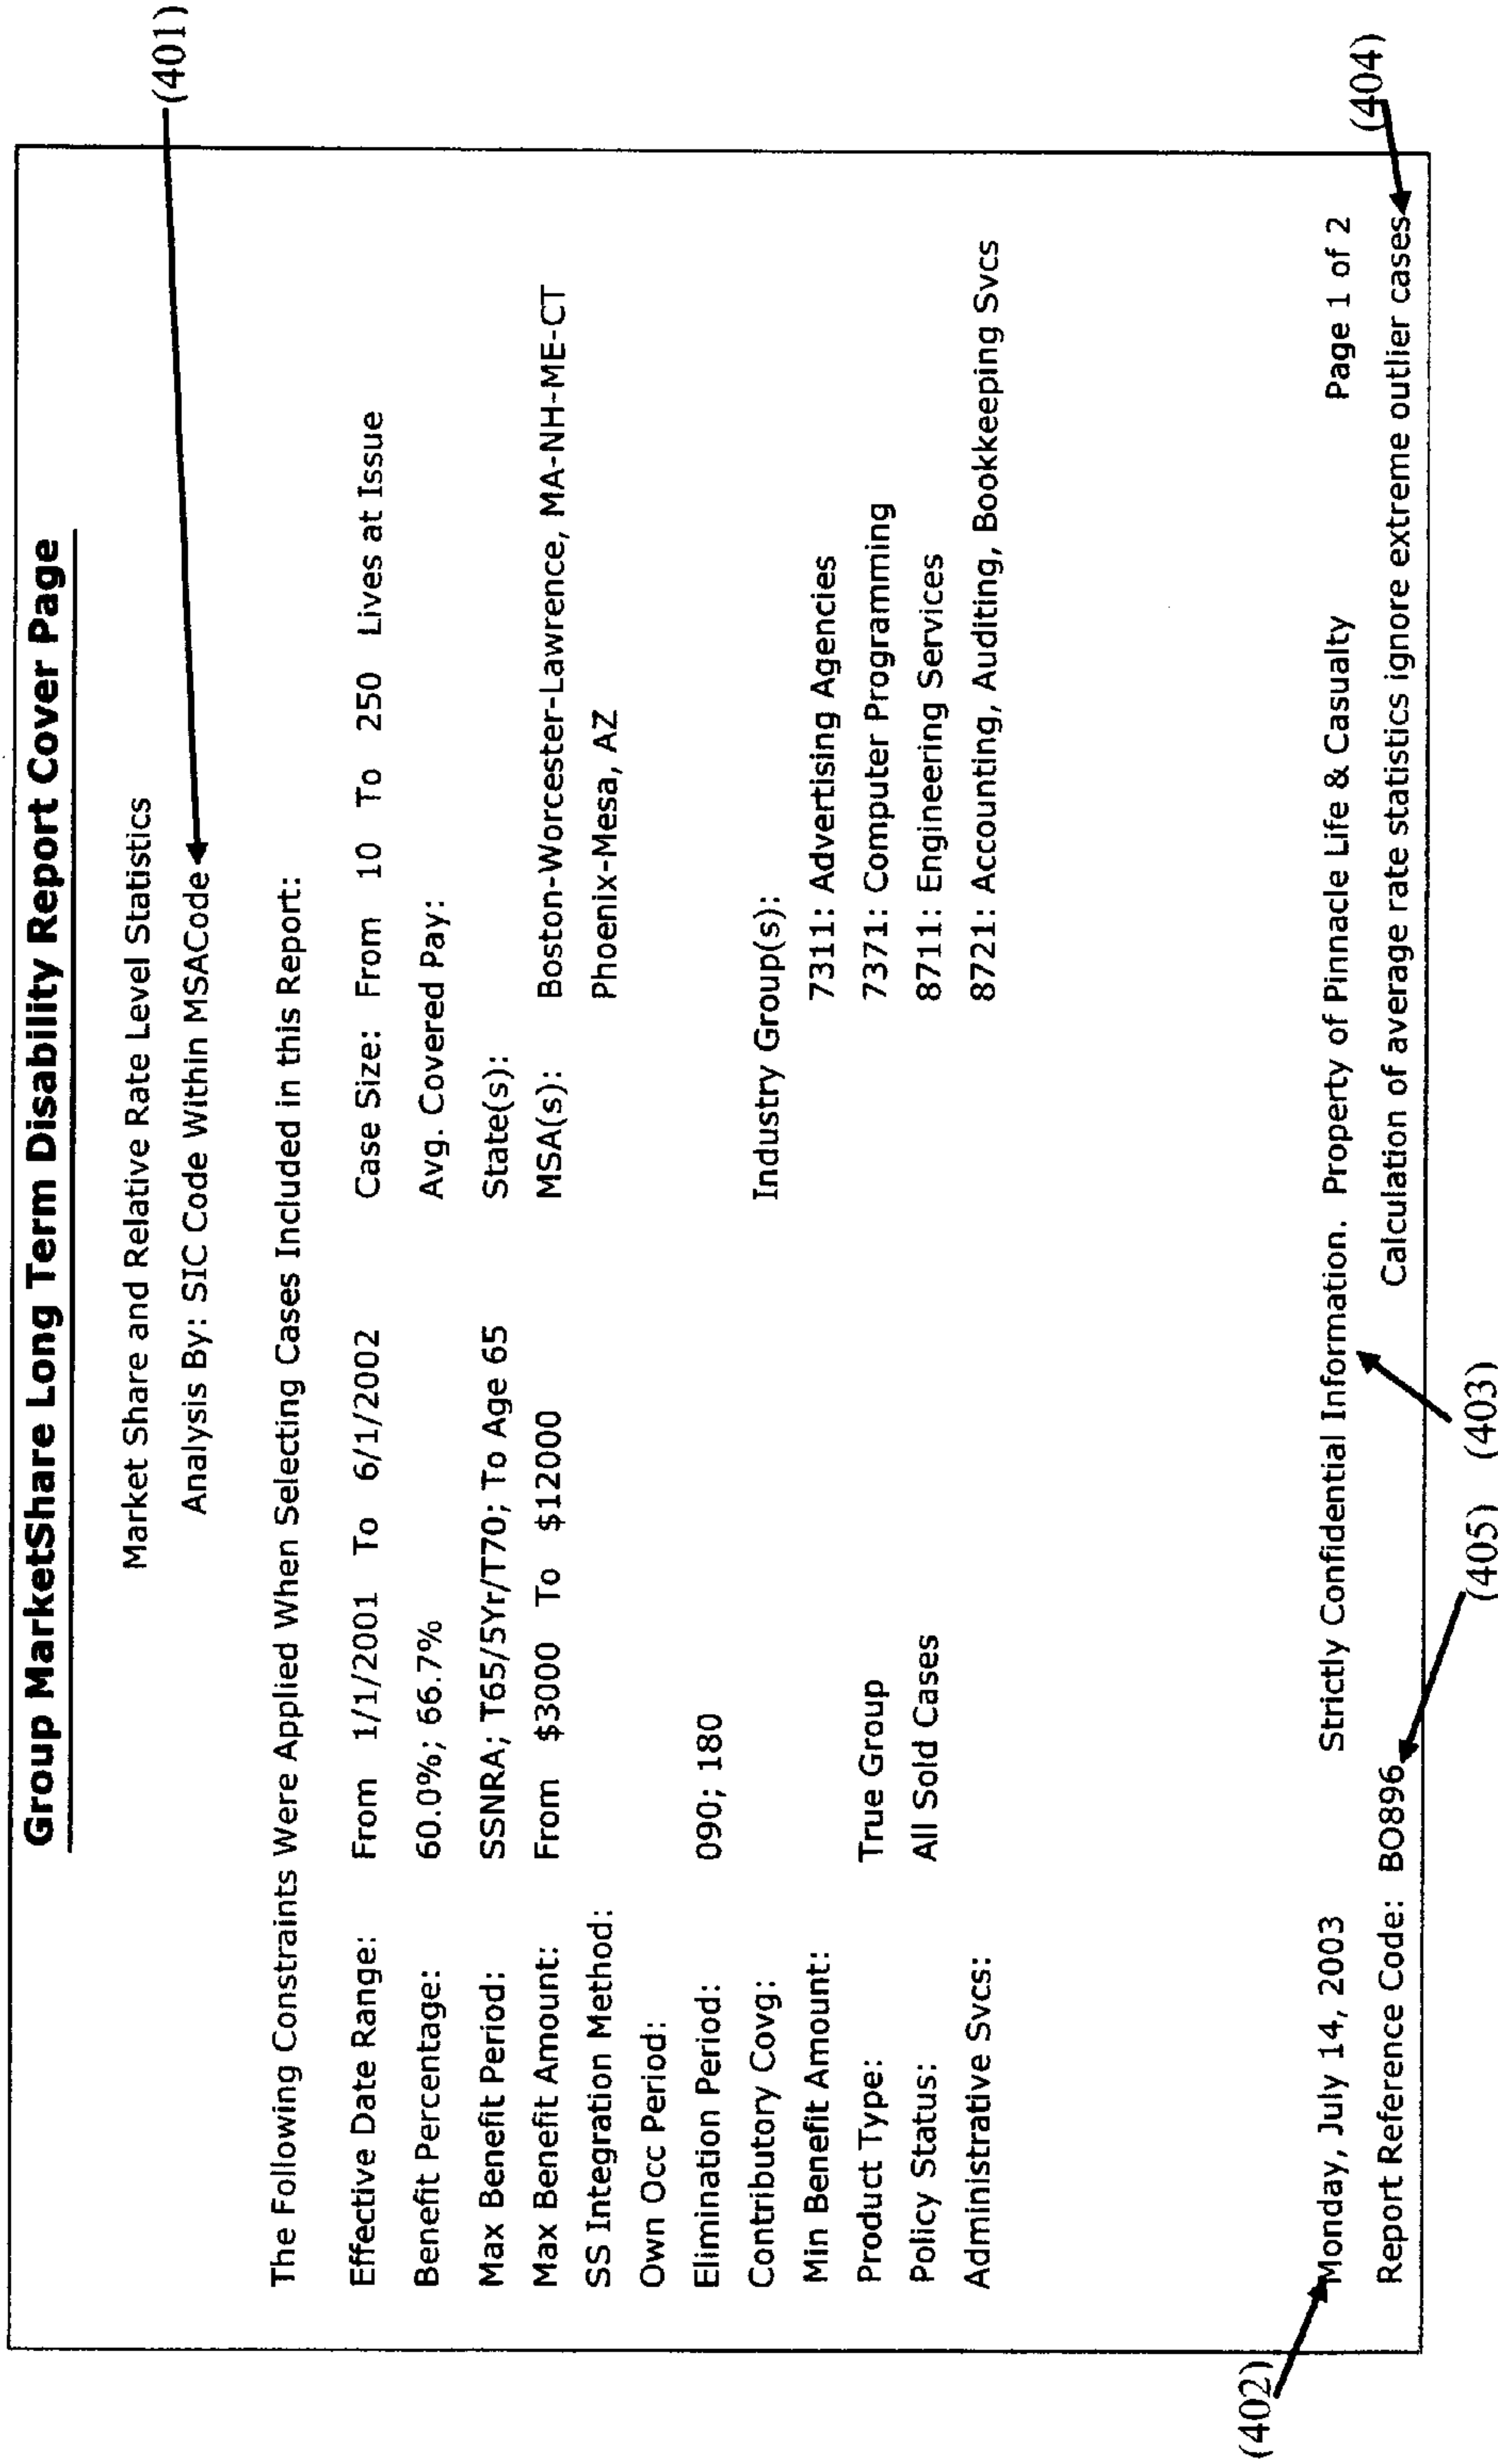 Group MarketShare Long Term Disability Report Cover Page
Market Share and Relative Rate Level Statistics
(401)
Analysis By: SIC Code Within MSACode
The Following Constraints Were Applied When Selecting Cases Included in this Report:
Effective Date Range: From 1/1/2001 To 6/1/2002 Case Size: From 10 To 250 Lives at Issue
Benefit Percentage: 60.0%; 66.7% Avg. Covered Pay:
Max Benefit Period: SSNRA; T65/5Yr/T70; To Age 65 State(s):
Max Benefit Amount: From $3000 To $12000 MSA(s): Boston-Worcester-Lawrence, MA-NH-ME-CT
SS Integration Method: Phoenix-Mesa, AZ
Own Occ Period:
Elimination Period: 090; 180
Contributory Covg: Industry Group(s):
Min Benefit Amount: 7311: Advertising Agencies
Product Type: True Group 7371: Computer Programming
Policy Status: All Sold Cases 8711: Engineering Services
Administrative Svcs: 8721: Accounting, Auditing, Bookkeeping Svcs
(402)
Monday, July 14, 2003 Strictly Confidential Information. Property of Pinnacle Life & Casualty Page 1 of 2
(404)
Report Reference Code: BO896 Calculation of average rate statistics ignore extreme outlier cases
(405) (403)